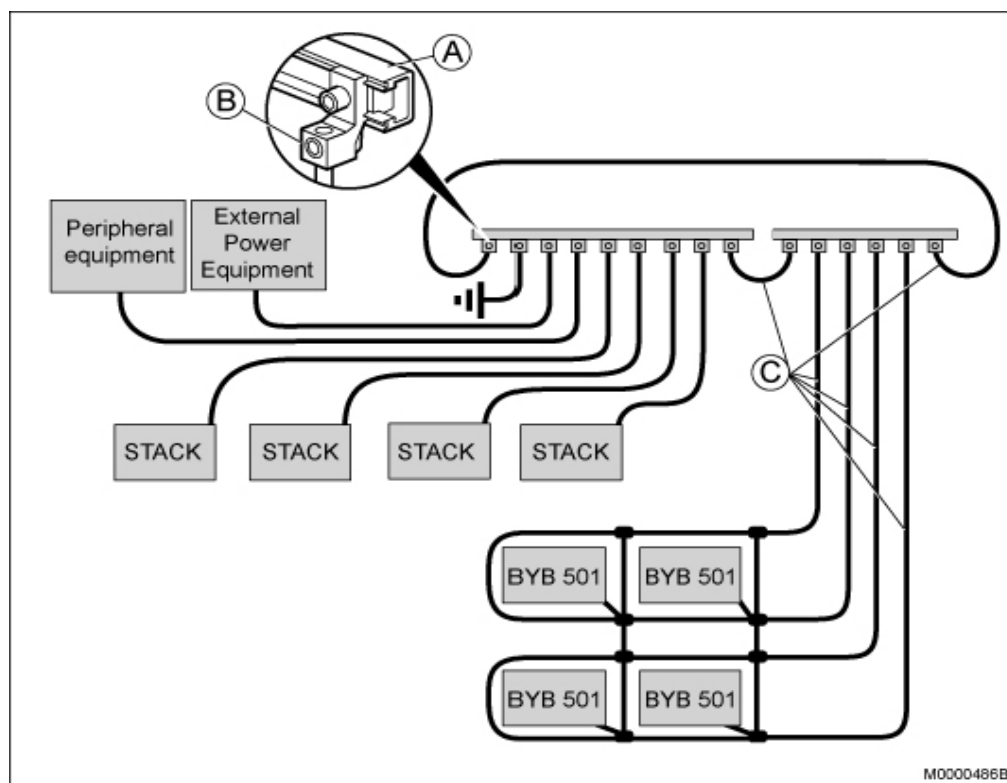 A
B
Peripheral
equipment
External
Power
Equipment
C
STACK
STACK
STACK
STACK
BYB 501
BYB 501
BYB 501
BYB 501
M0000486B